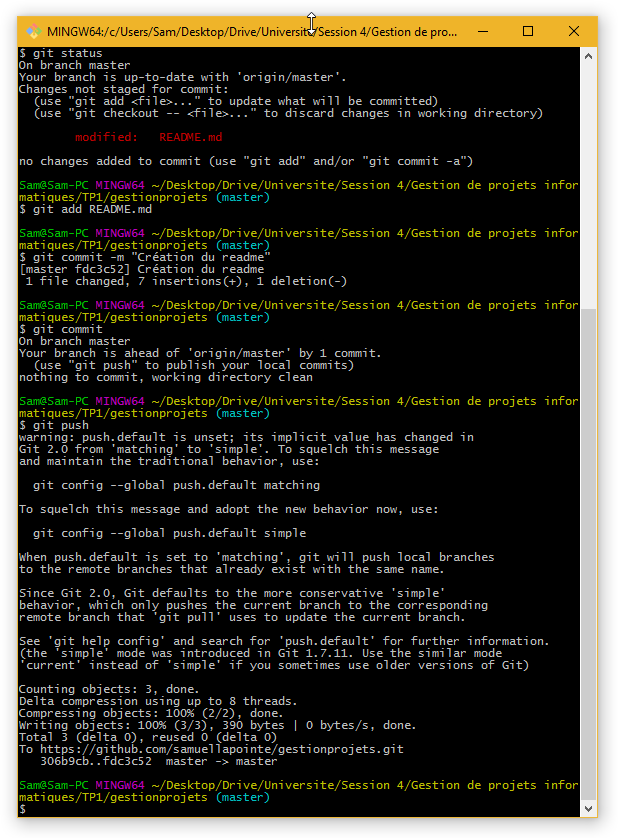 MINGW64:/c/Users/Sam/Desktop/Drive/Universite/Session 4/Gestion de pro...
$ git status
On branch master
Your branch is up-to-date with 'origin/master'.
Changes not staged for commit:
  (use "git add <file>..." to update what will be committed)
  (use "git checkout -- <file>..." to discard changes in working directory)
        modified:   README.md
no changes added to commit (use "git add" and/or "git commit -a")
Sam@Sam-PC MINGW64 ~/Desktop/Drive/Universite/Session 4/Gestion de projets infor
matiques/TP1/gestionprojets (master)
$ git add README.md
Sam@Sam-PC MINGW64 ~/Desktop/Drive/Universite/Session 4/Gestion de projets infor
matiques/TP1/gestionprojets (master)
$ git commit -m "Création du readme"
[master fdc3c52] Création du readme
 1 file changed, 7 insertions(+), 1 deletion(-)
Sam@Sam-PC MINGW64 ~/Desktop/Drive/Universite/Session 4/Gestion de projets infor
matiques/TP1/gestionprojets (master)
$ git commit
On branch master
Your branch is ahead of 'origin/master' by 1 commit.
  (use "git push" to publish your local commits)
nothing to commit, working directory clean
Sam@Sam-PC MINGW64 ~/Desktop/Drive/Universite/Session 4/Gestion de projets infor
matiques/TP1/gestionprojets (master)
$ git push
warning: push.default is unset; its implicit value has changed in
Git 2.0 from 'matching' to 'simple'. To squelch this message
and maintain the traditional behavior, use:
  git config --global push.default matching
To squelch this message and adopt the new behavior now, use:
  git config --global push.default simple
When push.default is set to 'matching', git will push local branches
to the remote branches that already exist with the same name.
Since Git 2.0, Git defaults to the more conservative 'simple'
behavior, which only pushes the current branch to the corresponding
remote branch that 'git pull' uses to update the current branch.
See 'git help config' and search for 'push.default' for further information.
(the 'simple' mode was introduced in Git 1.7.11. Use the similar mode
'current' instead of 'simple' if you sometimes use older versions of Git)
Counting objects: 3, done.
Delta compression using up to 8 threads.
Compressing objects: 100% (2/2), done.
Writing objects: 100% (3/3), 390 bytes | 0 bytes/s, done.
Total 3 (delta 0), reused 0 (delta 0)
To https://github.com/samuellapointe/gestionprojets.git
   306b9cb..fdc3c52  master -> master
Sam@Sam-PC MINGW64 ~/Desktop/Drive/Universite/Session 4/Gestion de projets infor
matiques/TP1/gestionprojets (master)
$